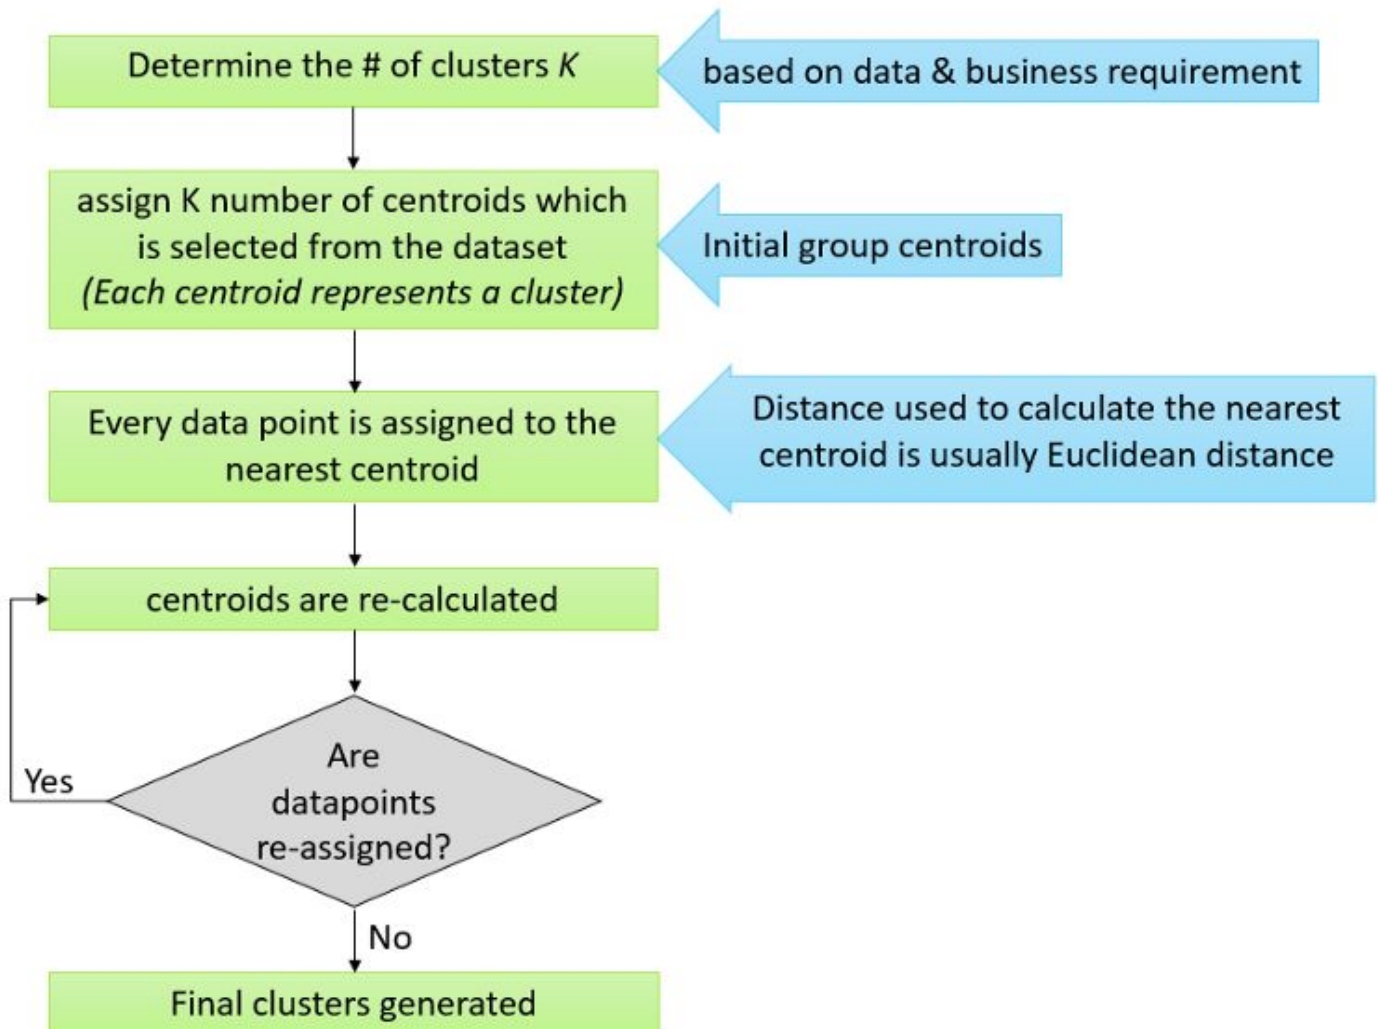 Determine the # of clusters K
based on data & business requirement
assign K number of centroids which
is selected from the dataset
(Each centroid represents a cluster)
Initial group centroids
Every data point is assigned to the
nearest centroid
Distance used to calculate the nearest
centroid is usually Euclidean distance
centroids are re-calculated
Are
datapoints
re-assigned?
Yes
No
Final clusters generated